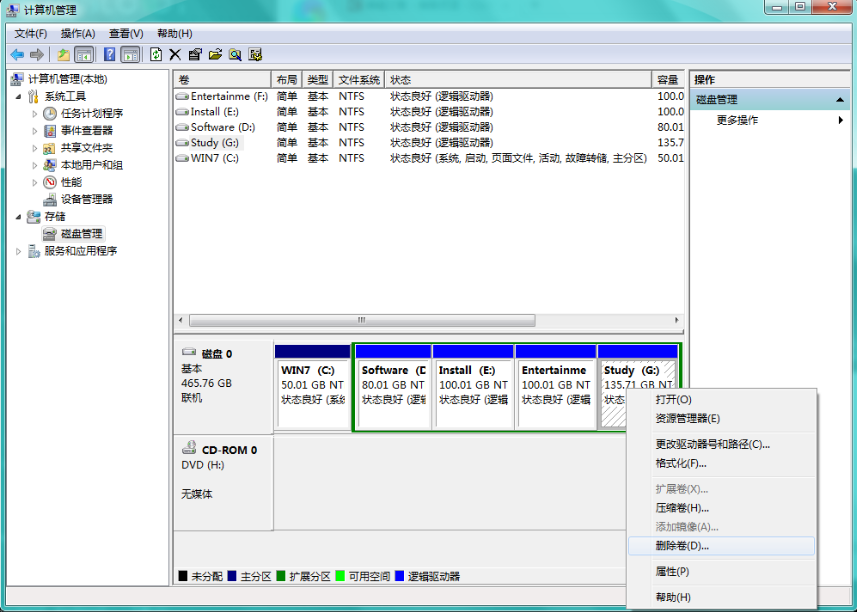 计算机管理
文件(F) 操作(A) 查看(V) 帮助(H)
计算机管理(本地)
系统工具
任务计划程序
事件查看器
共享文件夹
本地用户和组
性能
设备管理器
存储
磁盘管理
服务和应用程序
卷 布局 类型 文件系统 状态 容量
Entertainme (F:) 简单 基本 NTFS 状态良好 (逻辑驱动器) 100.0
Install (E:) 简单 基本 NTFS 状态良好 (逻辑驱动器) 100.0
Software (D:) 简单 基本 NTFS 状态良好 (逻辑驱动器) 80.01
Study (G:) 简单 基本 NTFS 状态良好 (逻辑驱动器) 135.7
WIN7 (C:) 简单 基本 NTFS 状态良好 (系统, 启动, 页面文件, 活动, 故障转储, 主分区) 50.01
操作
磁盘管理
更多操作
磁盘 0
基本
465.76 GB
联机
WIN7 (C:)
50.01 GB NT
状态良好 (系统
Software (D
80.01 GB NT
状态良好 (逻辑
Install (E:)
100.01 GB NT
状态良好 (逻辑
Entertainme
100.01 GB NT
状态良好 (逻辑
Study (G:)
135.71 GB NT
状态
CD-ROM 0
DVD (H:)
无媒体
未分配 主分区 扩展分区 可用空间 逻辑驱动器
打开(O)
资源管理器(E)
更改驱动器号和路径(C)...
格式化(F)...
扩展卷(X)...
压缩卷(H)...
添加镜像(A)...
删除卷(D)...
属性(P)
帮助(H)